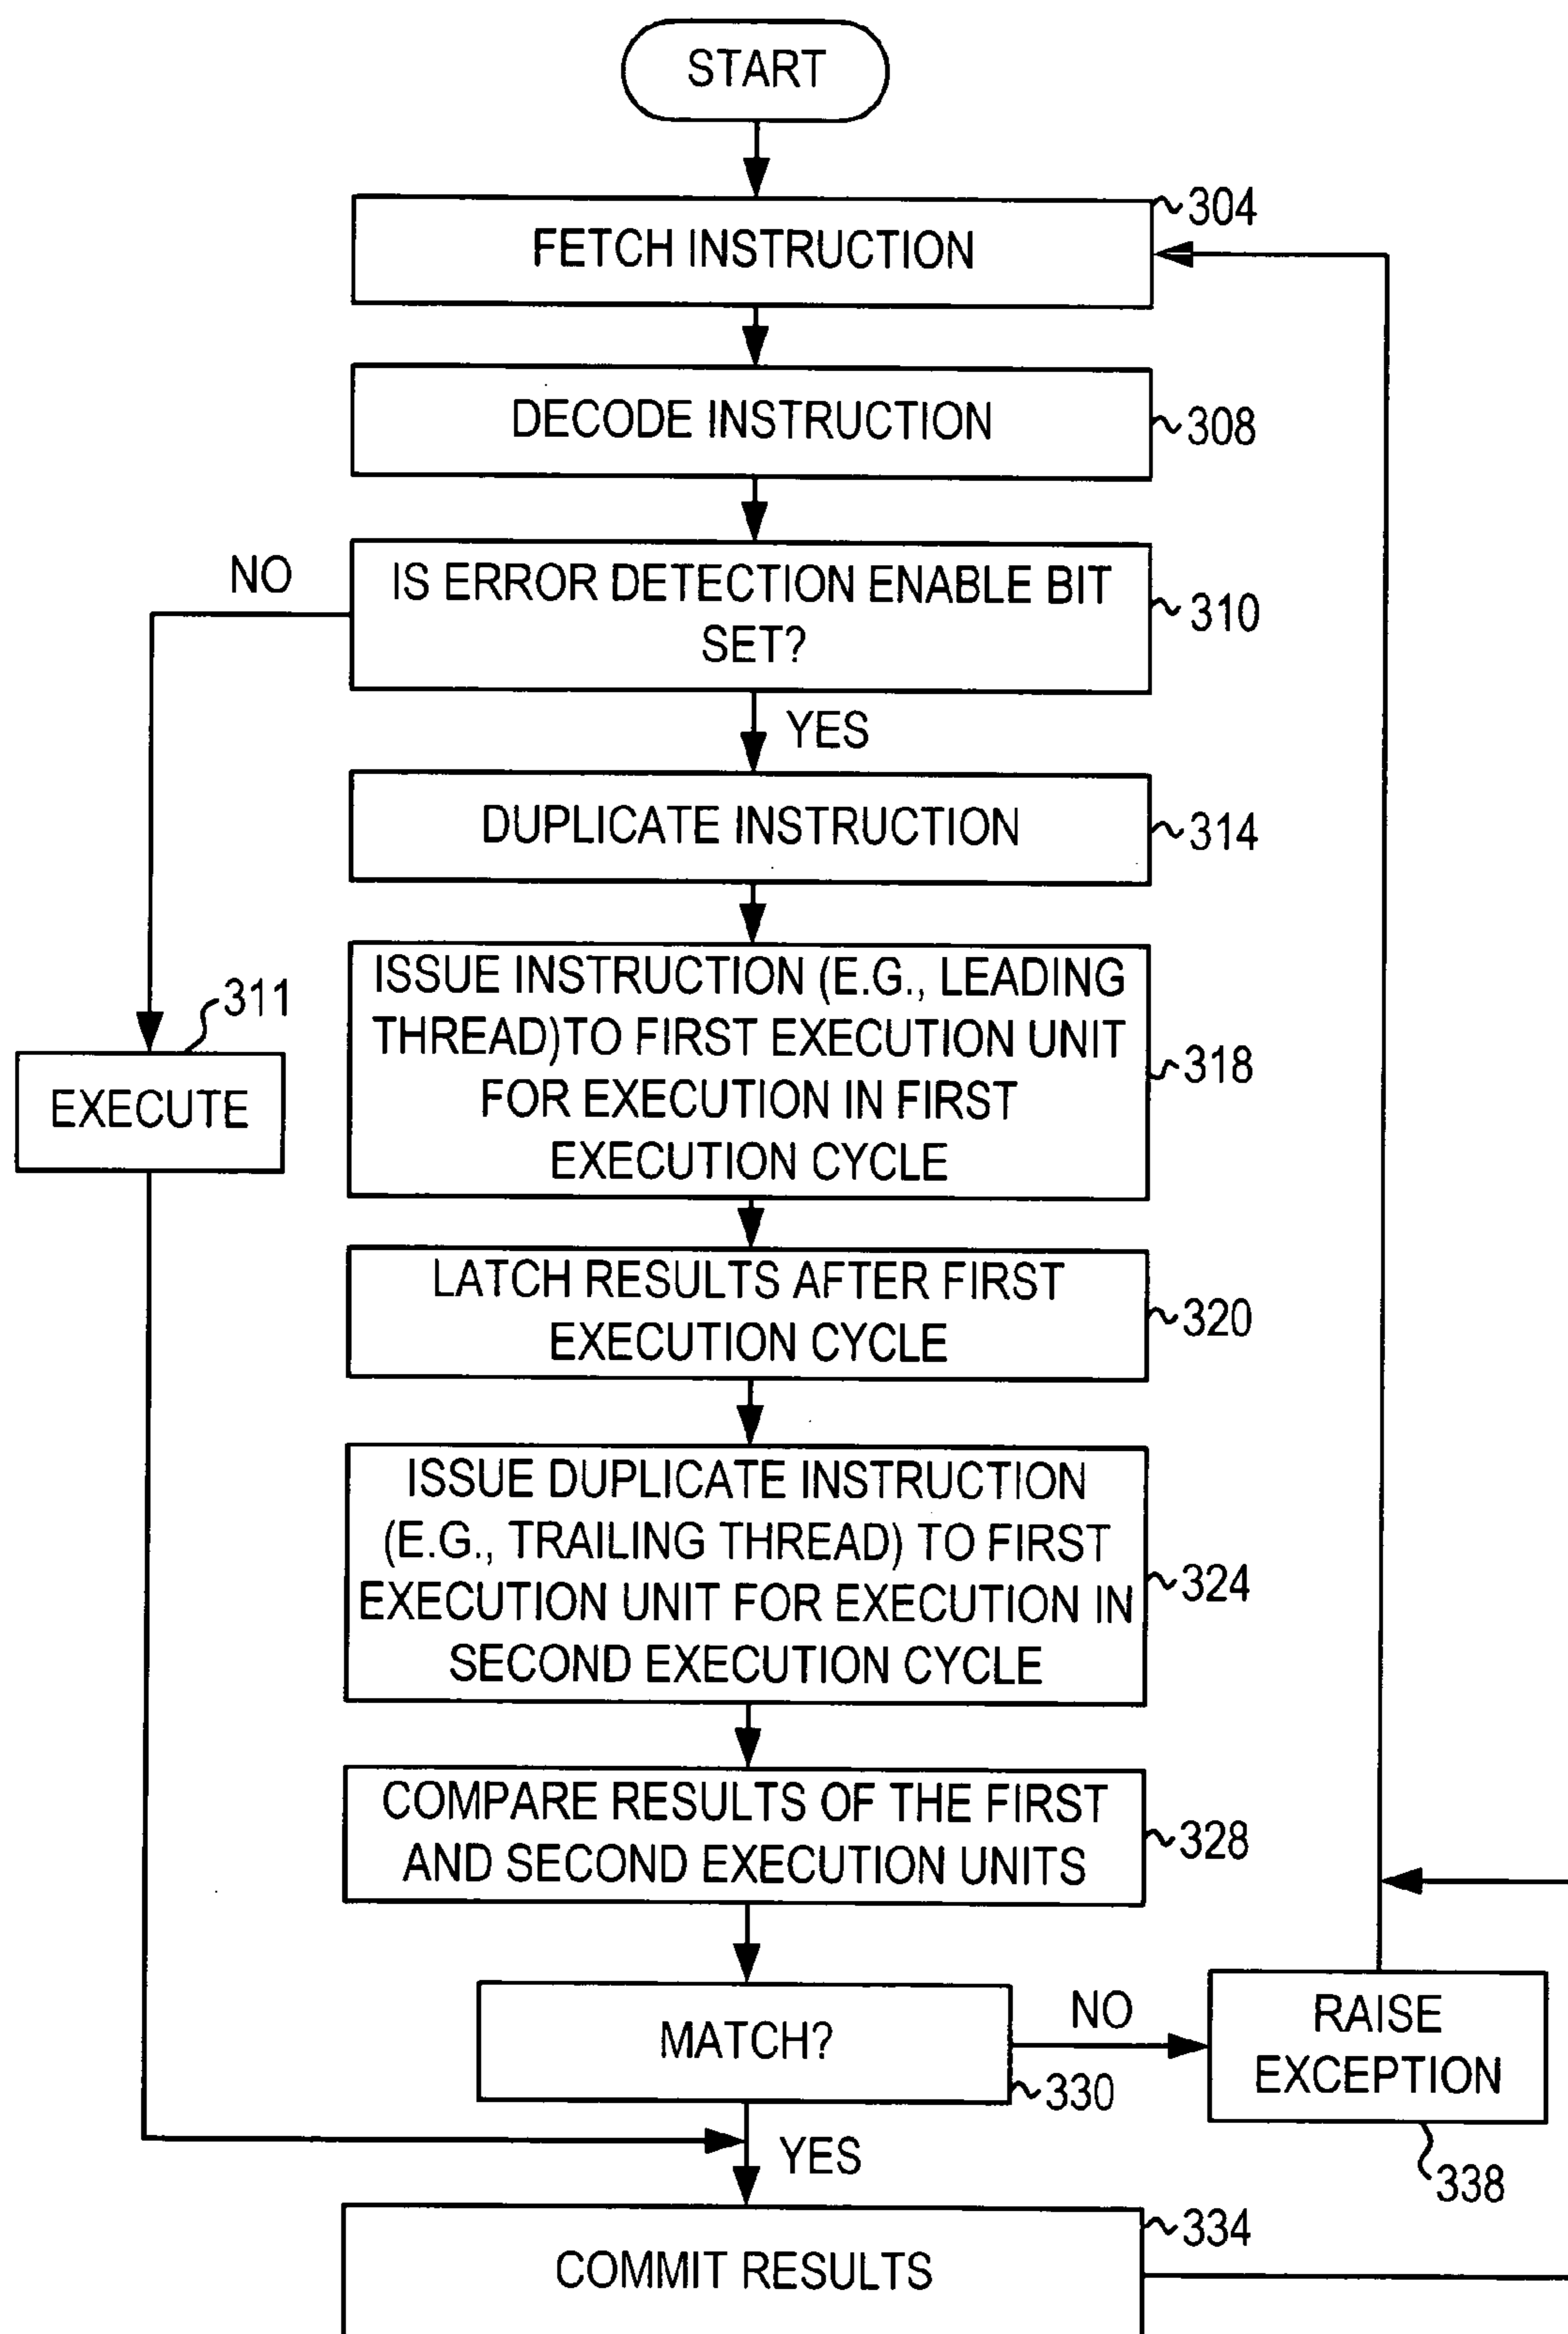 START
304
FETCH INSTRUCTION
DECODE INSTRUCTION
308
NO
IS ERROR DETECTION ENABLE BIT
SET?
310
YES
DUPLICATE INSTRUCTION
314
ISSUE INSTRUCTION (E.G., LEADING
THREAD)TO FIRST EXECUTION UNIT
FOR EXECUTION IN FIRST
EXECUTION CYCLE
318
311
EXECUTE
LATCH RESULTS AFTER FIRST
EXECUTION CYCLE
320
ISSUE DUPLICATE INSTRUCTION
(E.G., TRAILING THREAD) TO FIRST
EXECUTION UNIT FOR EXECUTION IN
SECOND EXECUTION CYCLE
324
COMPARE RESULTS OF THE FIRST
AND SECOND EXECUTION UNITS
328
MATCH?
330
NO
RAISE
EXCEPTION
338
YES
334
COMMIT RESULTS